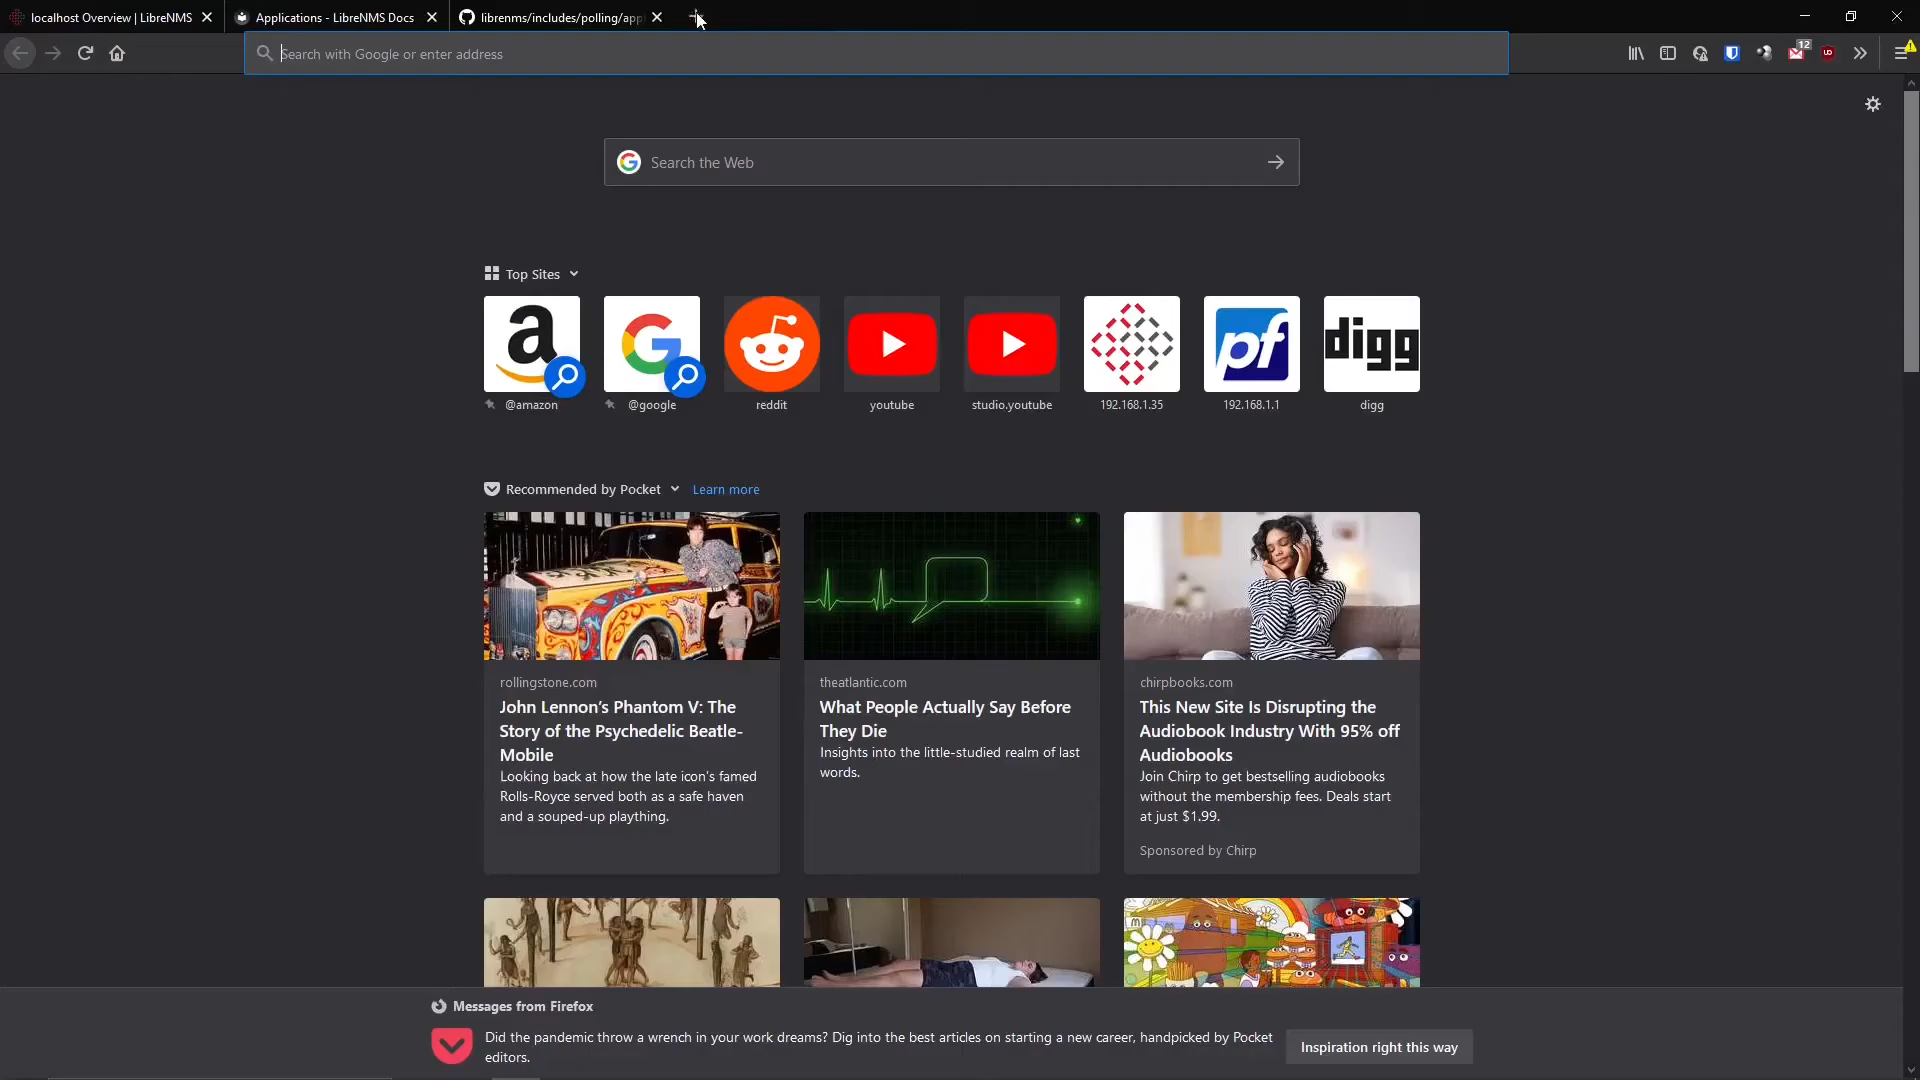 localhost Overview | LibreNMS
Applications - LibreNMS Docs
librenms/includes/polling/app
Search with Google or enter address
12
Search the Web
Top Sites
a
G
digg
@amazon
@google
reddit
youtube
studio.youtube
192.168.1.35
pf
192.168.1.1
digg
Recommended by Pocket
Learn more
rollingstone.com
theatlantic.com
chirpbooks.com
John Lennon's Phantom V: The
Story of the Psychedelic Beatle-
Mobile
Looking back at how the late icon's famed
Rolls-Royce served both as a safe haven
and a souped-up plaything.
What People Actually Say Before
They Die
Insights into the little-studied realm of last
words.
This New Site Is Disrupting the
Audiobook Industry With 95% off
Audiobooks
Join Chirp to get bestselling audiobooks
without the membership fees. Deals start
at just $1.99.
Sponsored by Chirp
Messages from Firefox
Did the pandemic throw a wrench in your work dreams? Dig into the best articles on starting a new career, handpicked by Pocket
editors.
Inspiration right this way